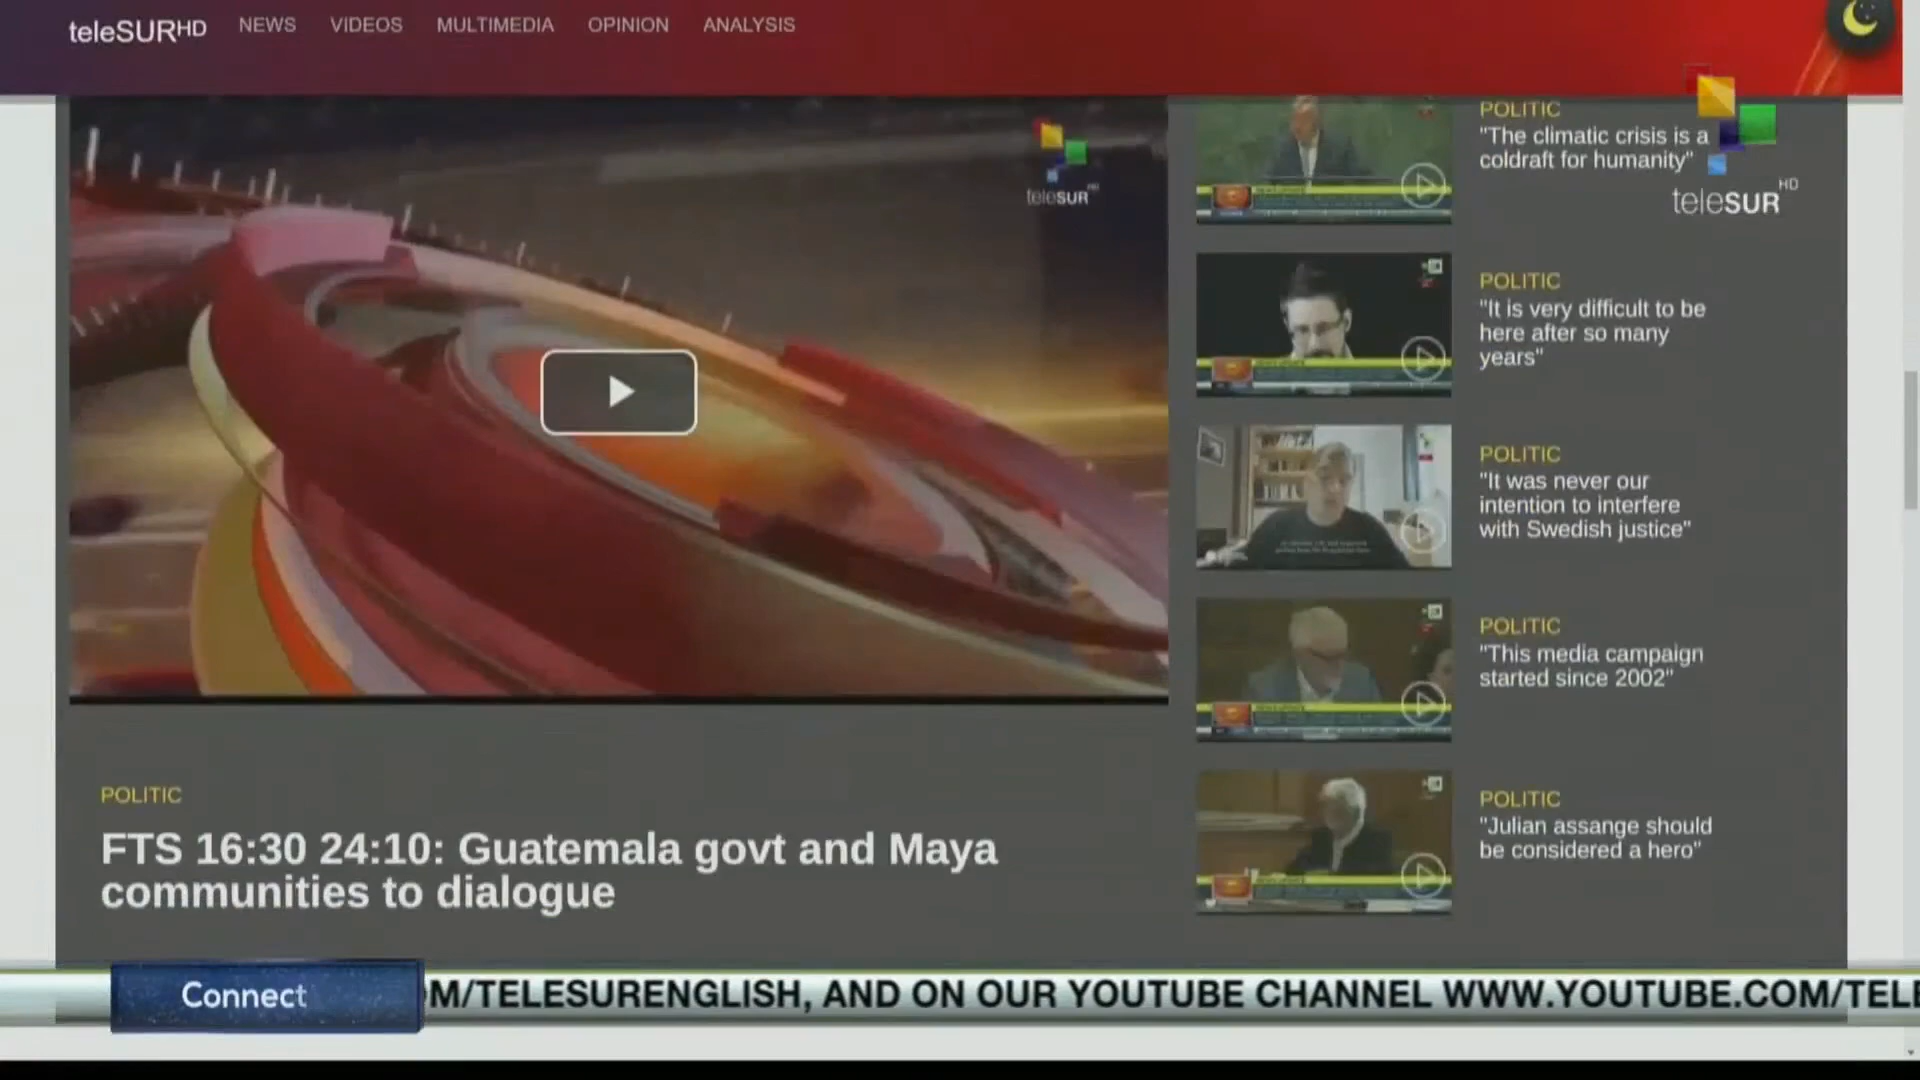 teleSURHD
NEWS
VIDEOS
MULTIMEDIA
OPINION
ANALYSIS
teleSURHD
POLITIC
"The climatic crisis is a
coldraft for humanity"
teleSURHD
POLITIC
"It is very difficult to be
here after so many
years"
POLITIC
"It was never our
intention to interfere
with Swedish justice"
POLITIC
"This media campaign
started since 2002"
POLITIC
"Julian assange should
be considered a hero"
POLITIC
FTS 16:30 24:10: Guatemala govt and Maya
communities to dialogue
Connect
M/TELESURENGLISH, AND ON OUR YOUTUBE CHANNEL WWW.YOUTUBE.COM/TELE